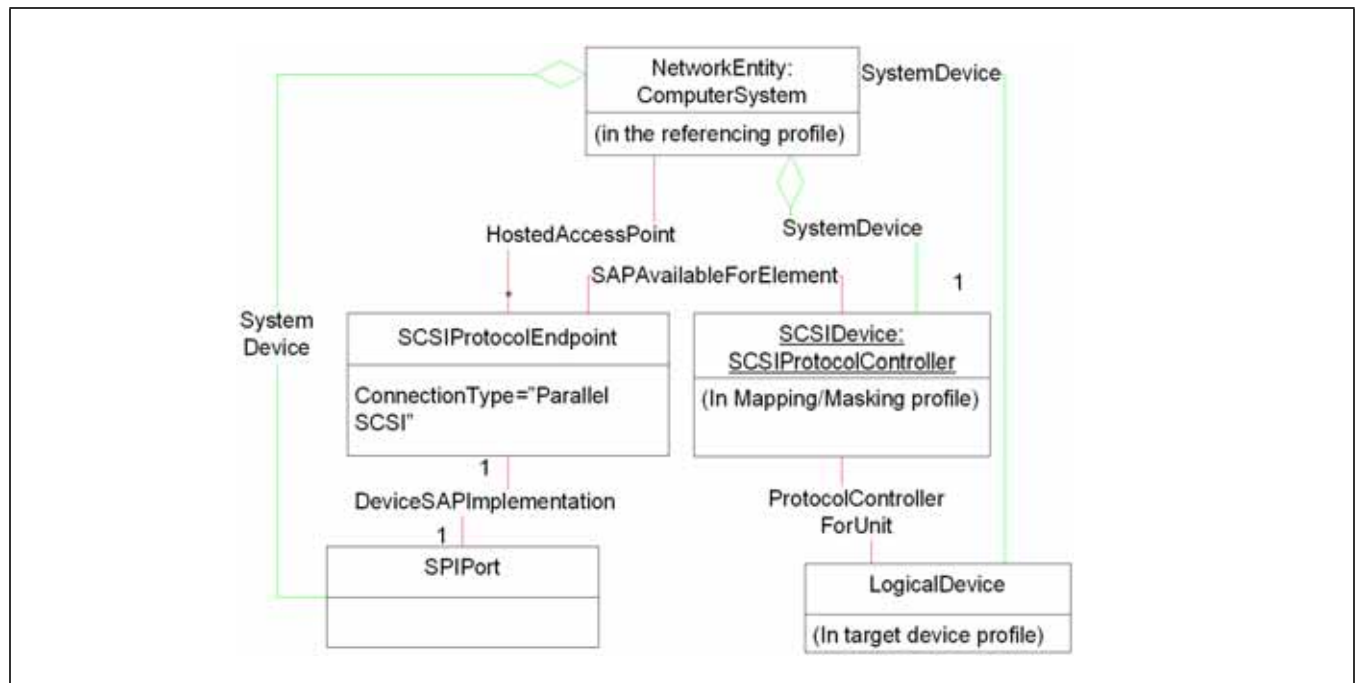 NetworkEntity:
ComputerSystem
(in the referencing profile)
SystemDevice
HostedAccessPoint
SystemDevice
SAPAvailableForElement
*
1
System
Device
SCSIProtocolEndpoint
ConnectionType="Parallel
SCSI"
SCSIDevice:
SCSIProtocolController
(In Mapping/Masking profile)
1
DeviceSAPImplementation
1
ProtocolController
ForUnit
SPIPort
LogicalDevice
(In target device profile)